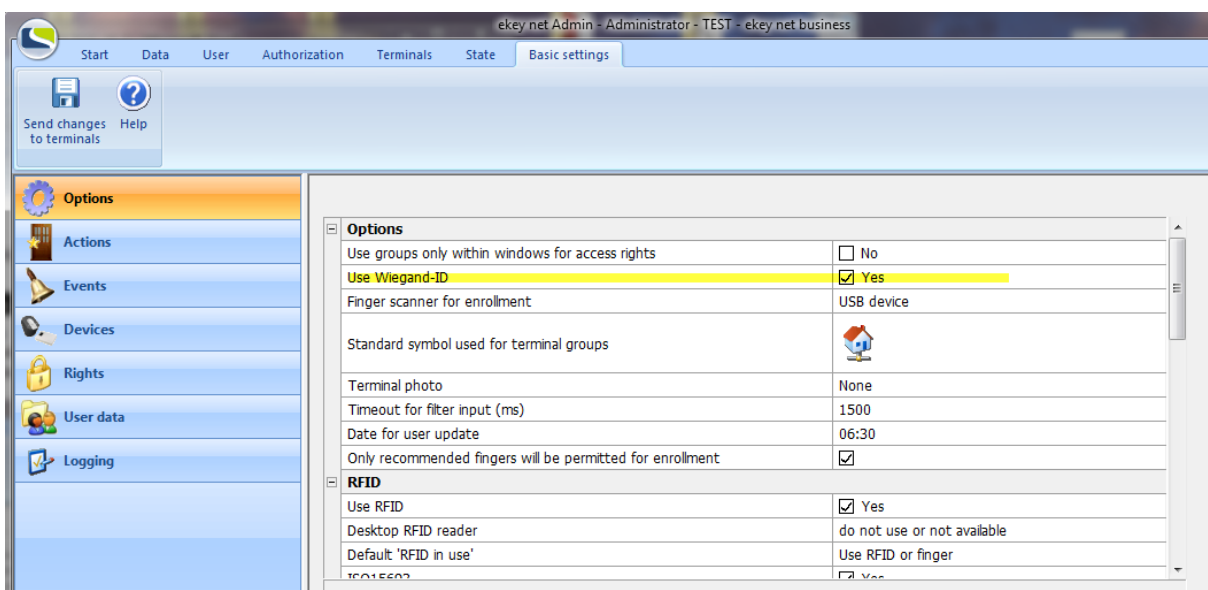 ekey net Admin - Administrator - TEST - ekey net business
Start Data User Authorization Terminals State Basic settings
Send changes to terminals
Help
Options
Actions
Events
Devices
Rights
User data
Logging
Options
Use groups only within windows for access rights No
Use Wiegand-ID Yes
Finger scanner for enrollment USB device
Standard symbol used for terminal groups
Terminal photo None
Timeout for filter input (ms) 1500
Date for user update 06:30
Only recommended fingers will be permitted for enrollment
RFID
Use RFID Yes
Desktop RFID reader do not use or not available
Default 'RFID in use' Use RFID or finger
ISO15693 Yes